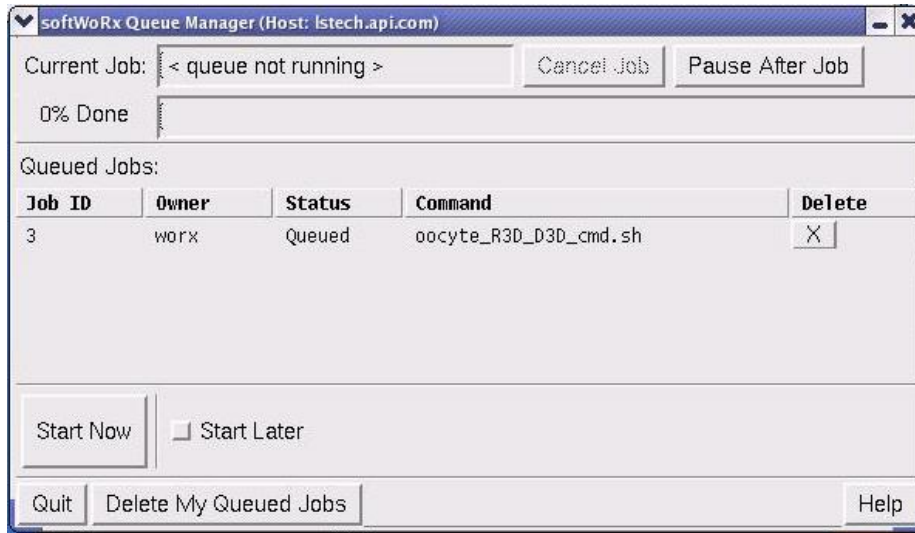 softWoRx Queue Manager (Host: lstech.api.com)
Current Job: < queue not running > Cancel Job Pause After Job
0% Done
Queued Jobs:
Job ID Owner Status Command Delete
3 worx Queued oocyte_R3D_D3D_cmd.sh X
Start Now Start Later
Quit Delete My Queued Jobs Help